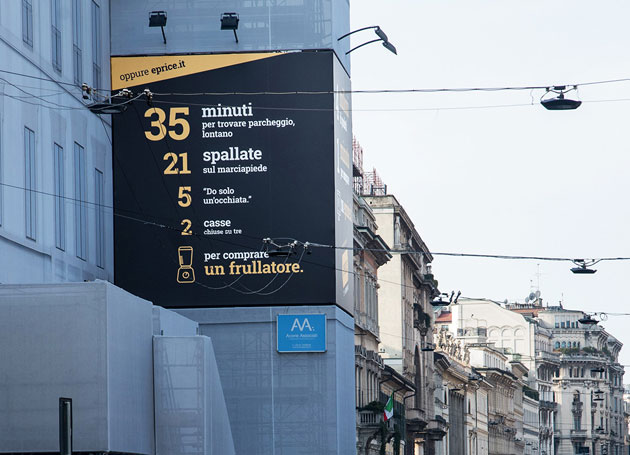 oppure eprice.it
35 minuti
per trovare parcheggio,
lontano
21 spallate
sul marciapiede
5 "Do solo
un'occhiata."
2 casse
chiuse su tre
per comprare
un frullatore.
AA